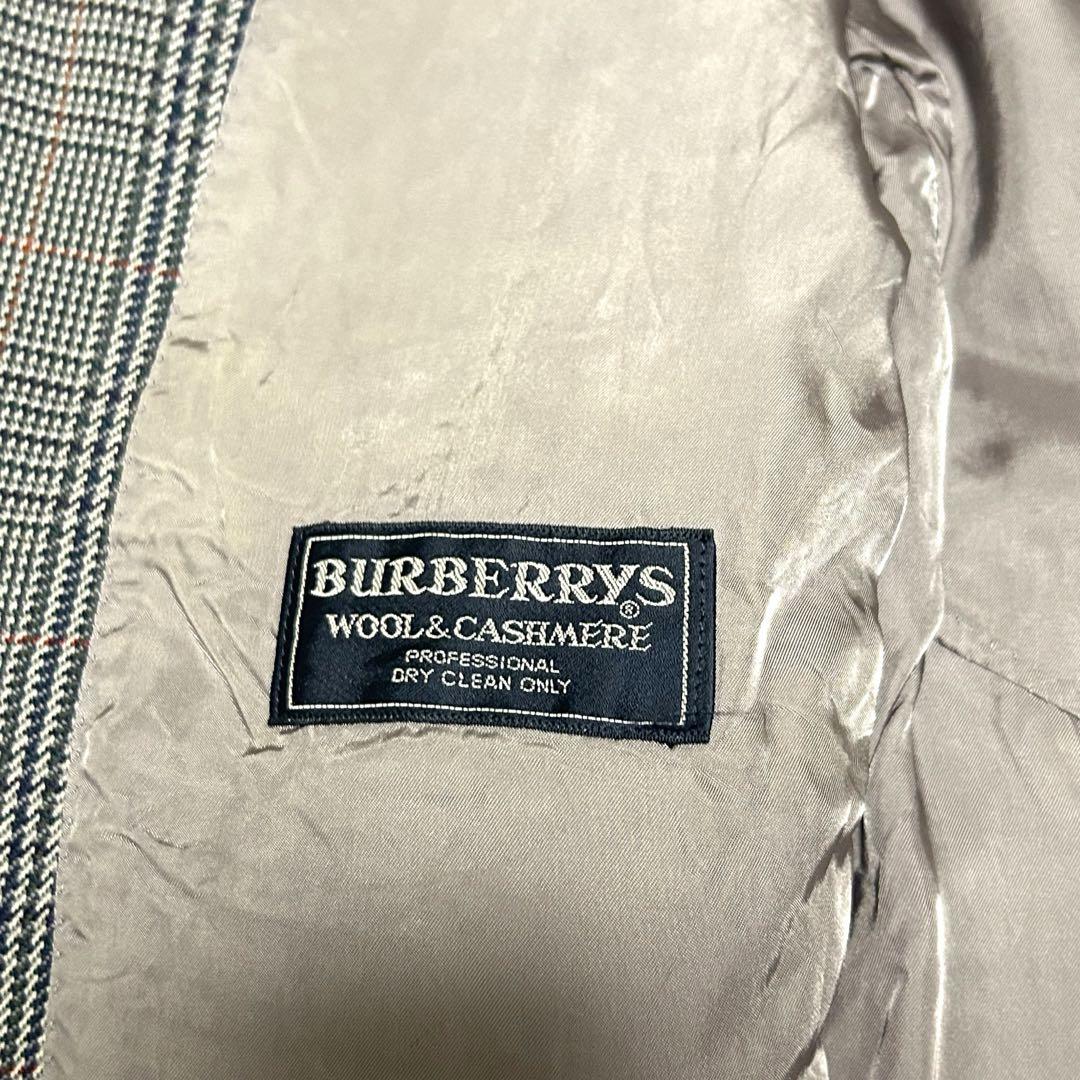 BURBERRYS®
WOOL&CASHMERE
PROFESSIONAL
DRY CLEAN ONLY